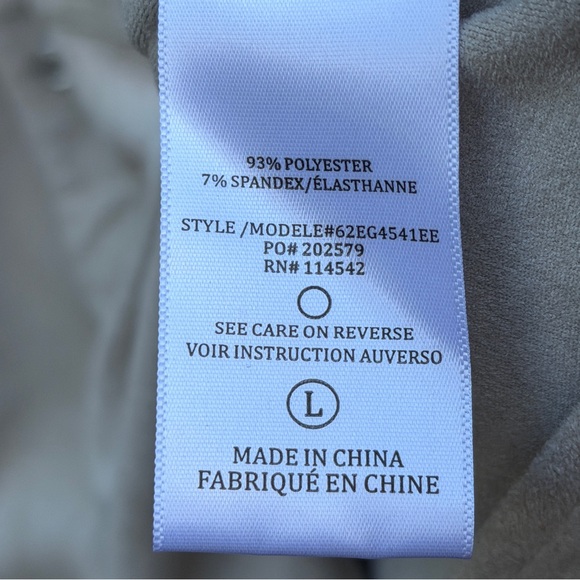 93% POLYESTER
7% SPANDEX/ÉLASTHANNE
STYLE /MODELE#62EG4541EE
PO# 202579
RN# 114542
SEE CARE ON REVERSE
VOIR INSTRUCTION AUVERSO
L
MADE IN CHINA
FABRIQUÉ EN CHINE